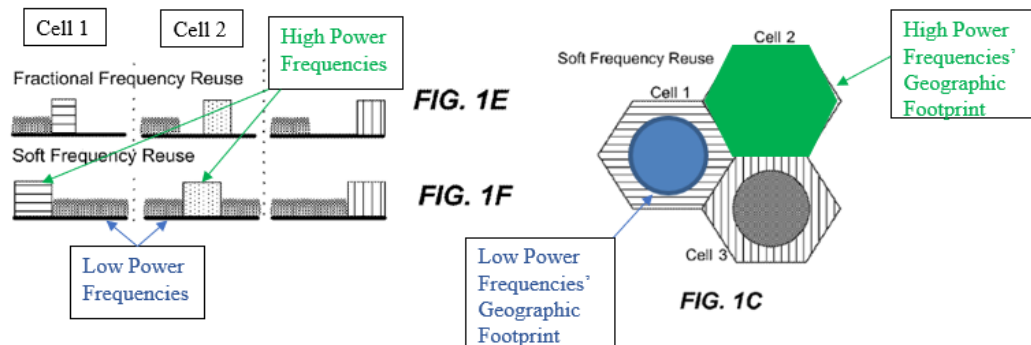 Cell 1
Cell 2
High Power
Frequencies
Fractional Frequency Reuse
FIG. 1E
Soft Frequency Reuse
FIG. 1F
Low Power
Frequencies
Soft Frequency Reuse
Cell 2
Cell 1
Cell 3
High Power
Frequencies'
Geographic
Footprint
Low Power
Frequencies'
Geographic
Footprint
FIG. 1C